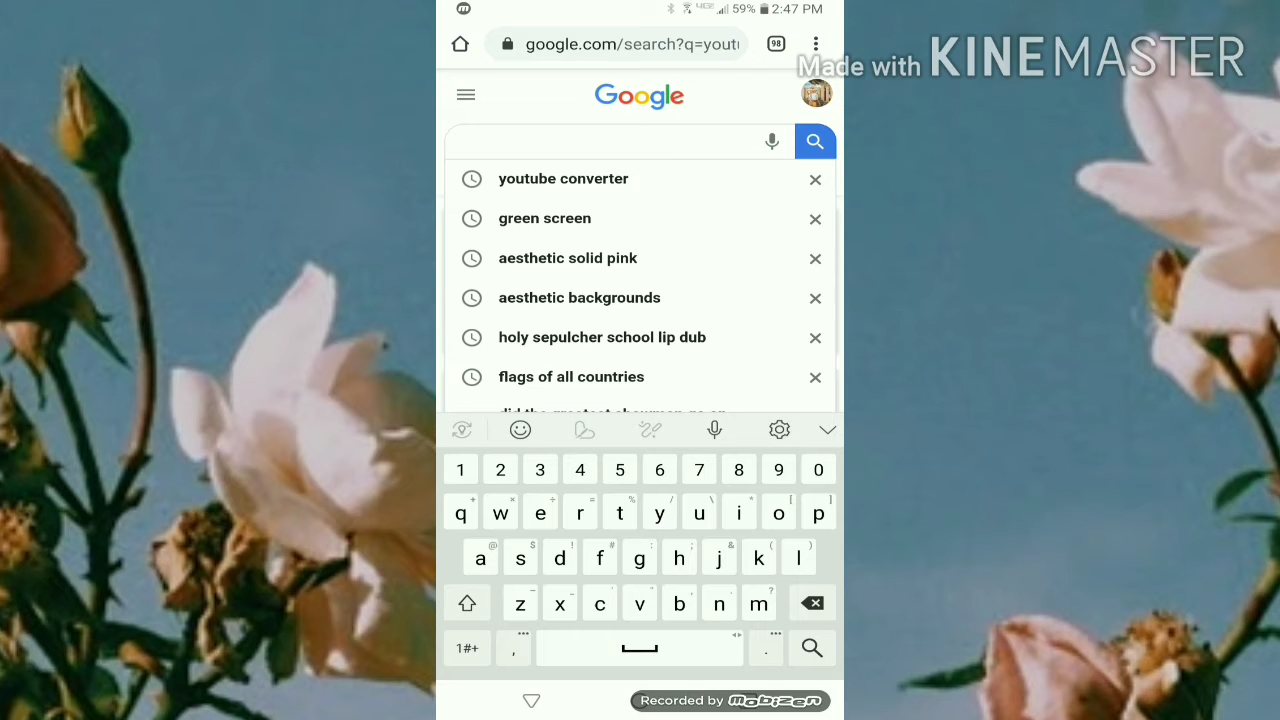 59% 2:47 PM
google.com/search?q=yout
98
Made with KINEMASTER
Google
youtube converter
green screen
aesthetic solid pink
aesthetic backgrounds
holy sepulcher school lip dub
flags of all countries
1 2 3 4 5 6 7 8 9 0
q w e r t y u i o p
a s d f g h j k l
z x c v b n m
1#+ , .
Recorded by mobizen